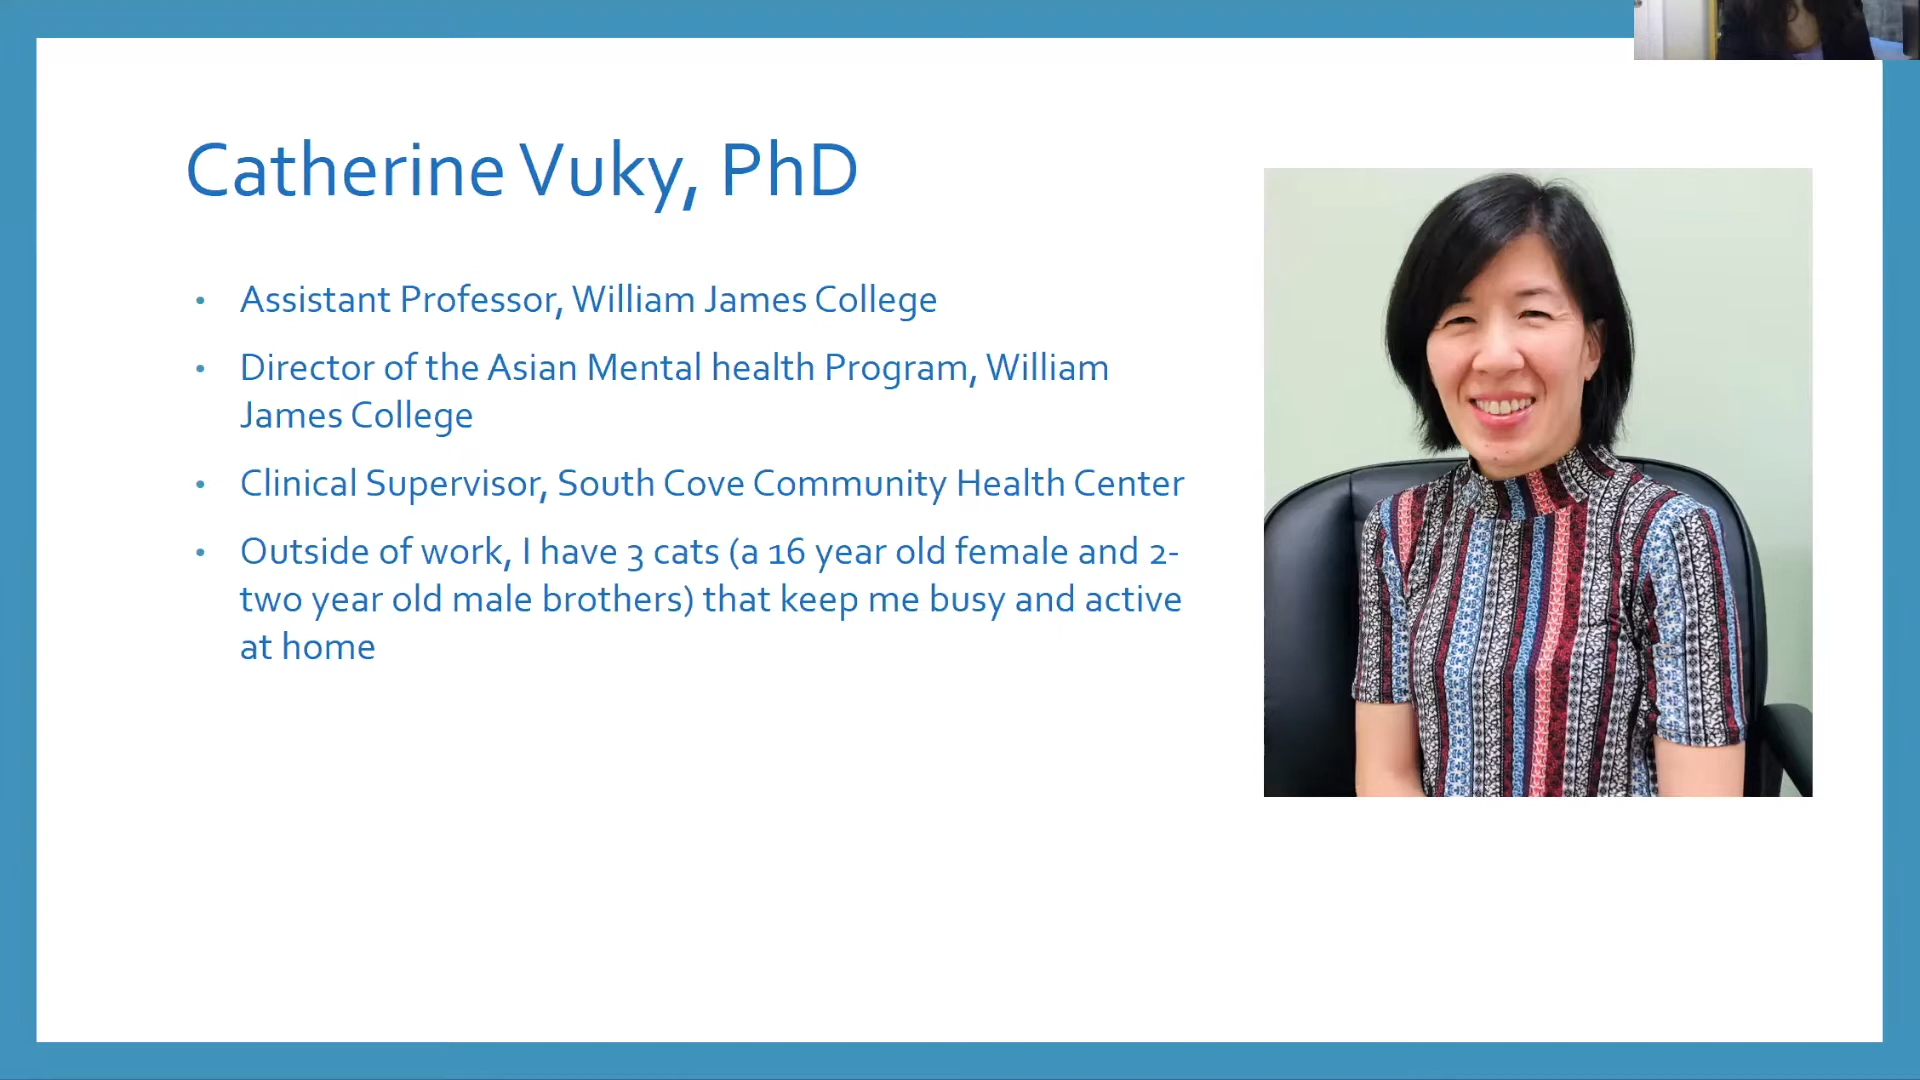 Catherine Vuky, PhD
• Assistant Professor, William James College
• Director of the Asian Mental health Program, William
James College
• Clinical Supervisor, South Cove Community Health Center
• Outside of work, I have 3 cats (a 16 year old female and 2-
two year old male brothers) that keep me busy and active
at home